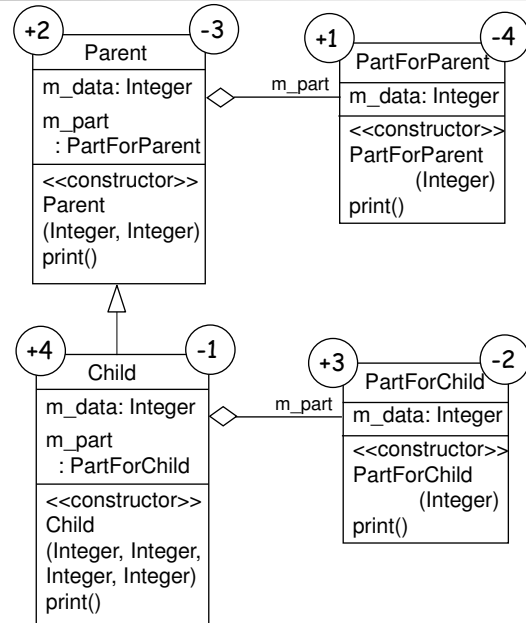 +2
-3
Parent
m_data: Integer
m_part
: PartForParent
<<constructor>>
Parent
(Integer, Integer)
print()
m_part
+1
-4
PartForParent
m_data: Integer
<<constructor>>
PartForParent
(Integer)
print()
+4
-1
Child
m_data: Integer
m_part
: PartForChild
<<constructor>>
Child
(Integer, Integer,
Integer, Integer)
print()
m_part
+3
-2
PartForChild
m_data: Integer
<<constructor>>
PartForChild
(Integer)
print()